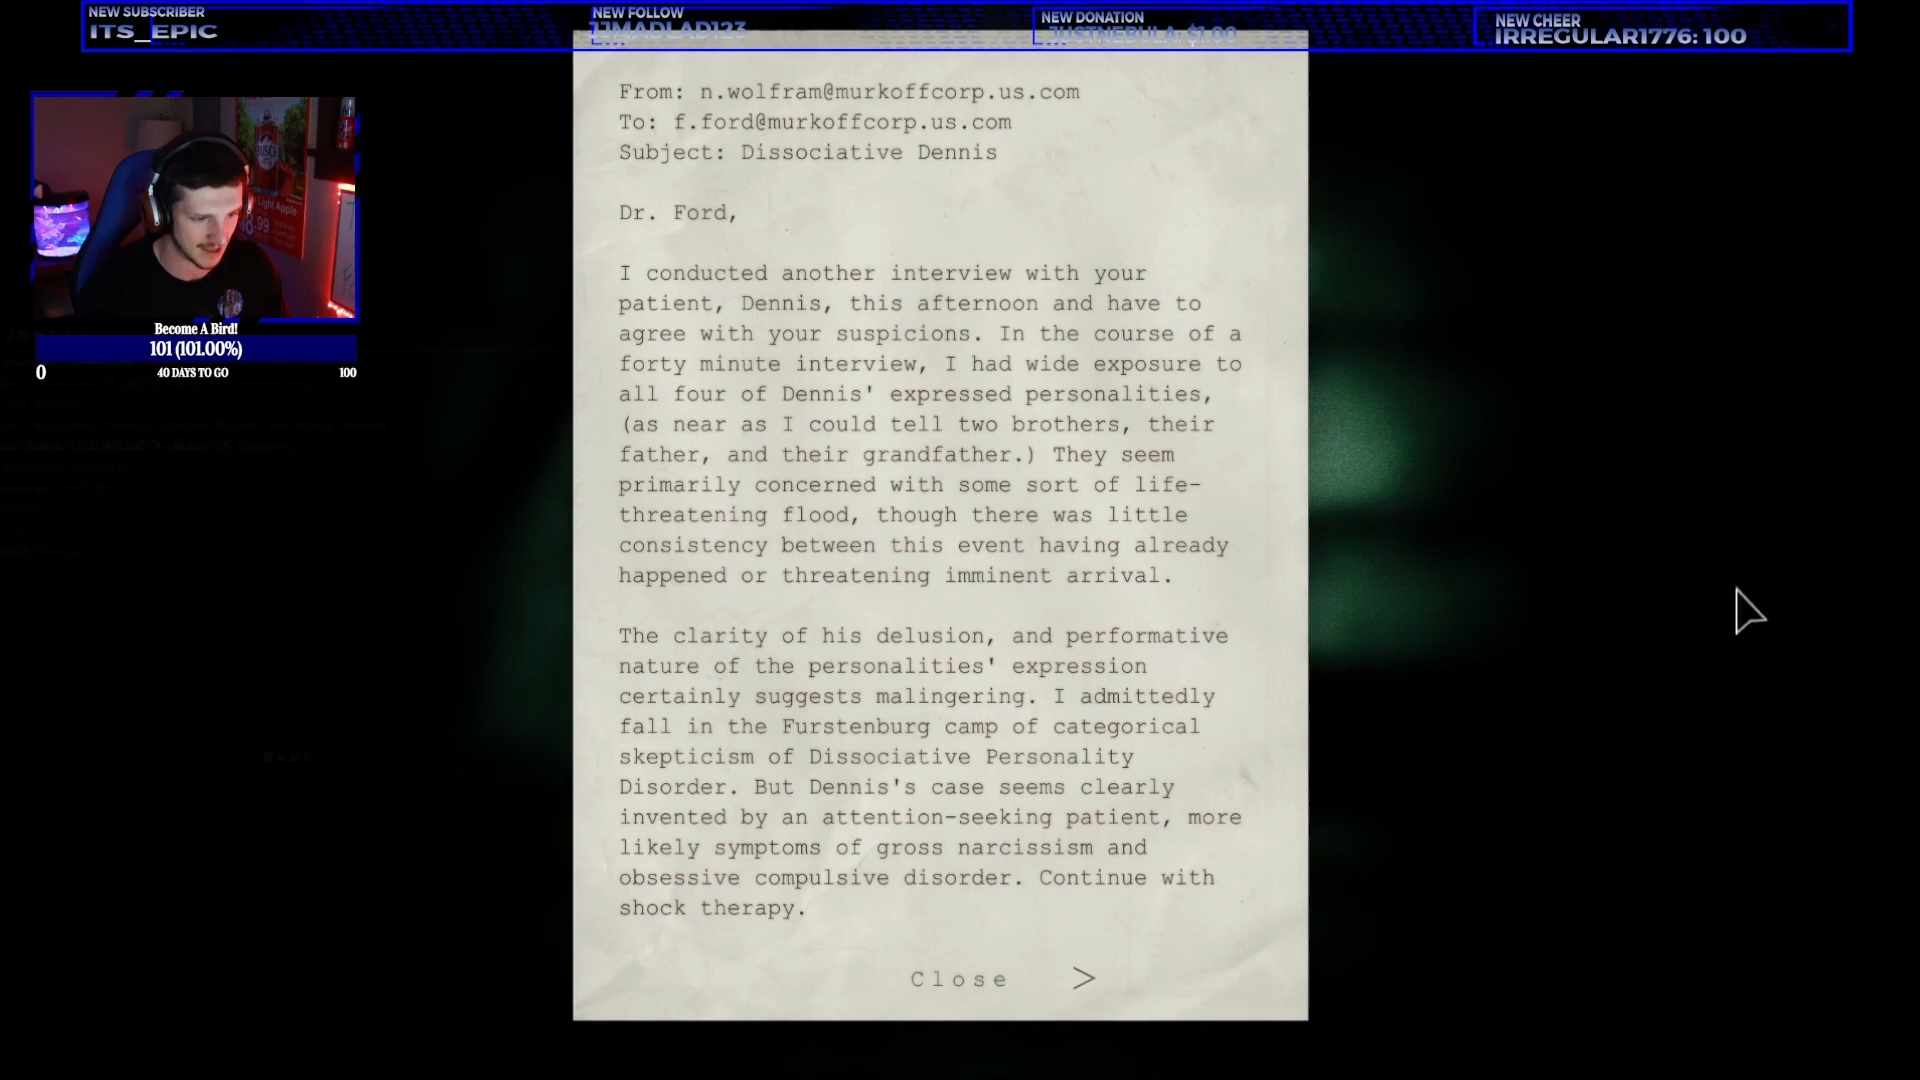 NEW SUBSCRIBER
ITS_EPIC
NEW FOLLOW
JJMADLAD123
NEW DONATION
JUSTNEBULA: $1.00
NEW CHEER
IRREGULAR1776: 100
BUSCH
Light Apple
Become A Bird!
101 (101.00%)
0
40 DAYS TO GO
100
From: n.wolfram@murkoffcorp.us.com
To: f.ford@murkoffcorp.us.com
Subject: Dissociative Dennis
Dr. Ford,
I conducted another interview with your
patient, Dennis, this afternoon and have to
agree with your suspicions. In the course of a
forty minute interview, I had wide exposure to
all four of Dennis' expressed personalities,
(as near as I could tell two brothers, their
father, and their grandfather.) They seem
primarily concerned with some sort of life-
threatening flood, though there was little
consistency between this event having already
happened or threatening imminent arrival.
The clarity of his delusion, and performative
nature of the personalities' expression
certainly suggests malingering. I admittedly
fall in the Furstenburg camp of categorical
skepticism of Dissociative Personality
Disorder. But Dennis's case seems clearly
invented by an attention-seeking patient, more
likely symptoms of gross narcissism and
obsessive compulsive disorder. Continue with
shock therapy.
Back
Close >